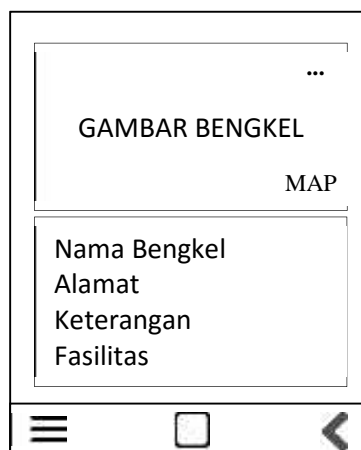 ...
GAMBAR BENGKEL
MAP
Nama Bengkel
Alamat
Keterangan
Fasilitas